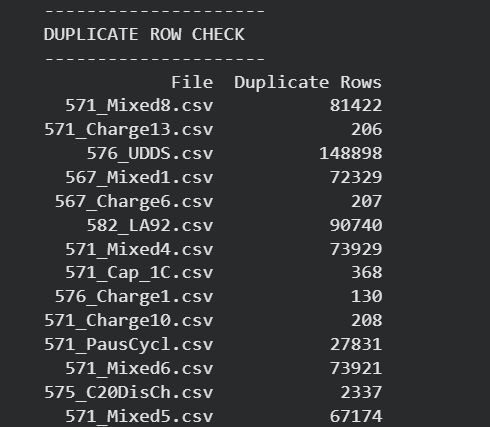 ---------------------
DUPLICATE ROW CHECK
---------------------
File Duplicate Rows
571_Mixed8.csv 81422
571_Charge13.csv 206
576_UDDS.csv 148898
567_Mixed1.csv 72329
567_Charge6.csv 207
582_LA92.csv 90740
571_Mixed4.csv 73929
571_Cap_1C.csv 368
576_Charge1.csv 130
571_Charge10.csv 208
571_PausCycl.csv 27831
571_Mixed6.csv 73921
575_C20DisCh.csv 2337
571_Mixed5.csv 67174